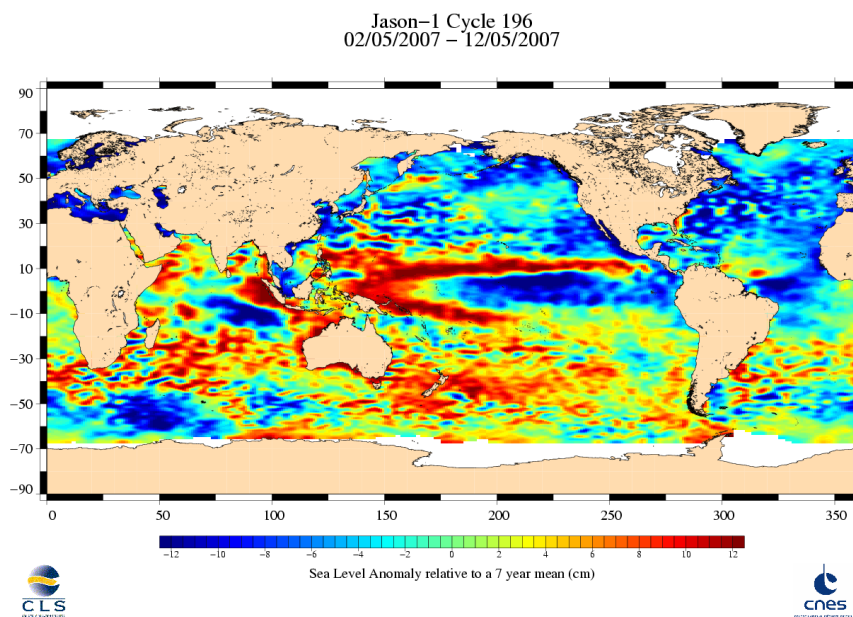 Jason−1 Cycle 196
02/05/2007 − 12/05/2007
90
70
50
30
10
−10
−30
−50
−70
−90
0 50 100 150 200 250 300 350
−12 −10 −8 −6 −4 −2 0 2 4 6 8 10 12
Sea Level Anomaly relative to a 7 year mean (cm)
CLS
cnes